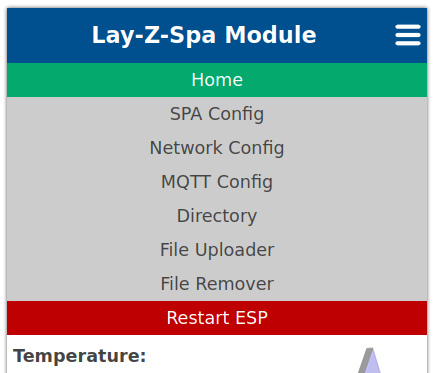 Lay-Z-Spa Module
Home
SPA Config
Network Config
MQTT Config
Directory
File Uploader
File Remover
Restart ESP
Temperature: